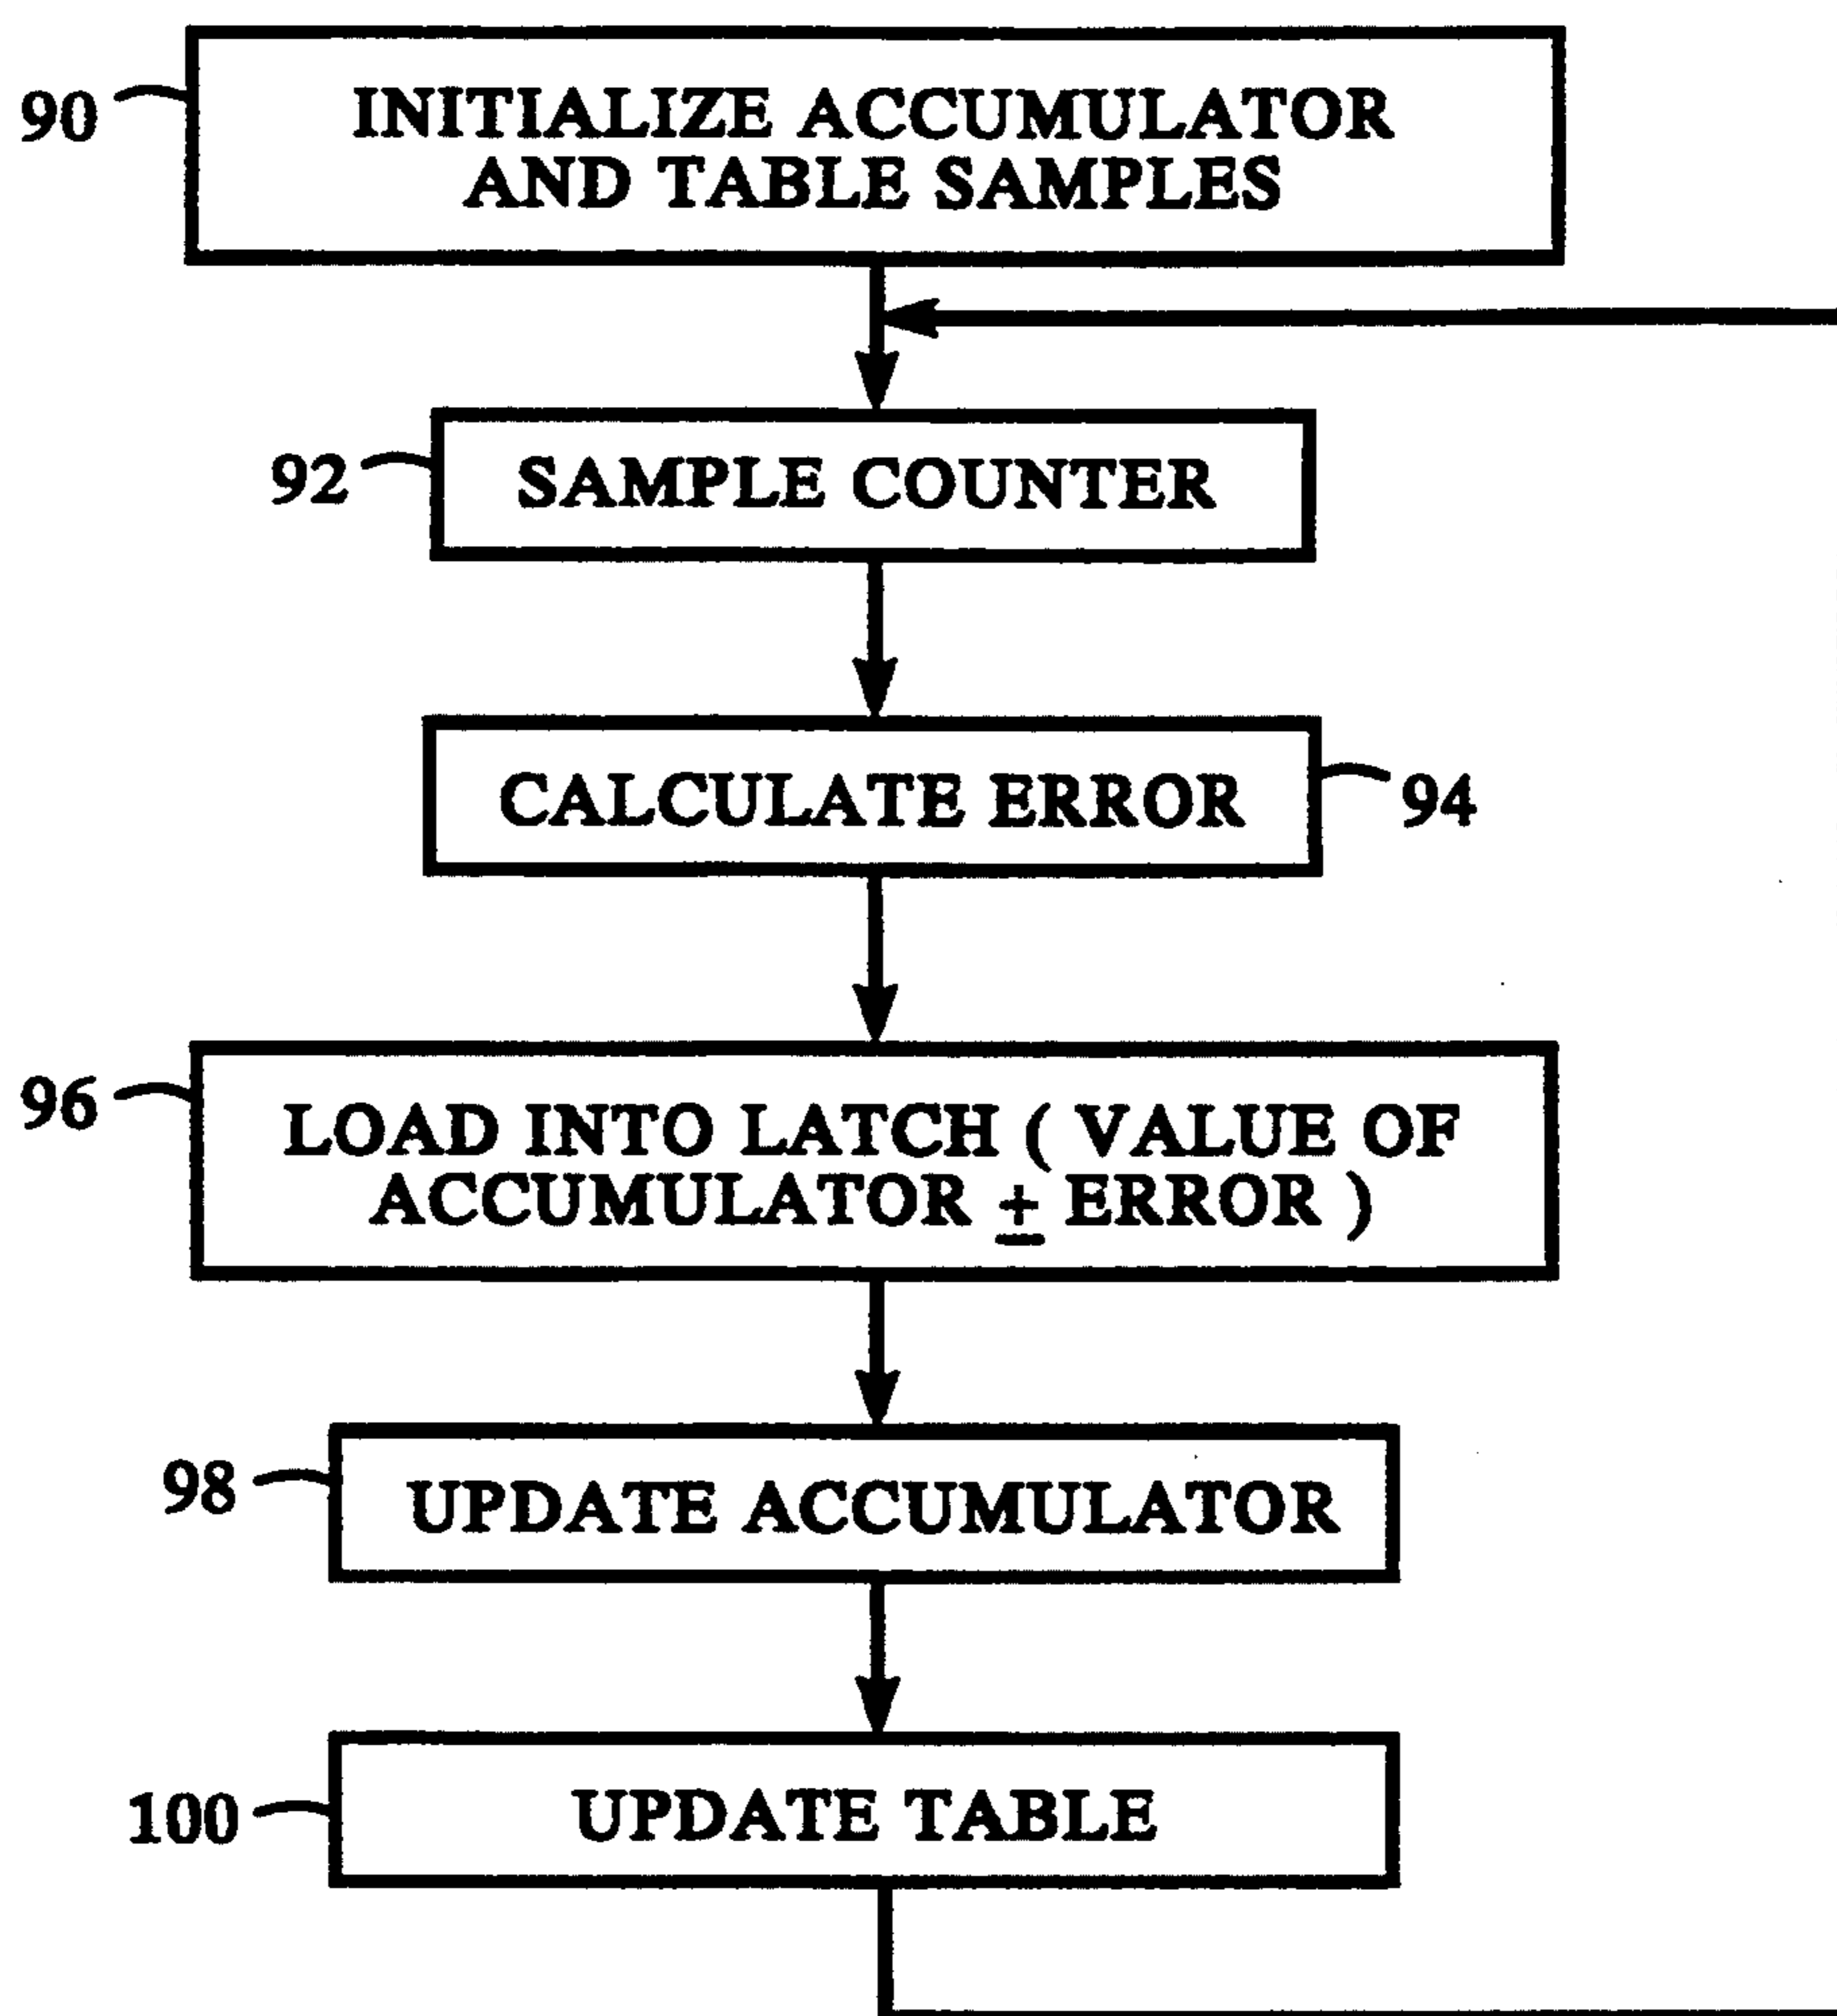 90
INITIALIZE ACCUMULATOR
AND TABLE SAMPLES
92
SAMPLE COUNTER
CALCULATE ERROR
94
96
LOAD INTO LATCH ( VALUE OF
ACCUMULATOR ± ERROR )
98
UPDATE ACCUMULATOR
100
UPDATE TABLE